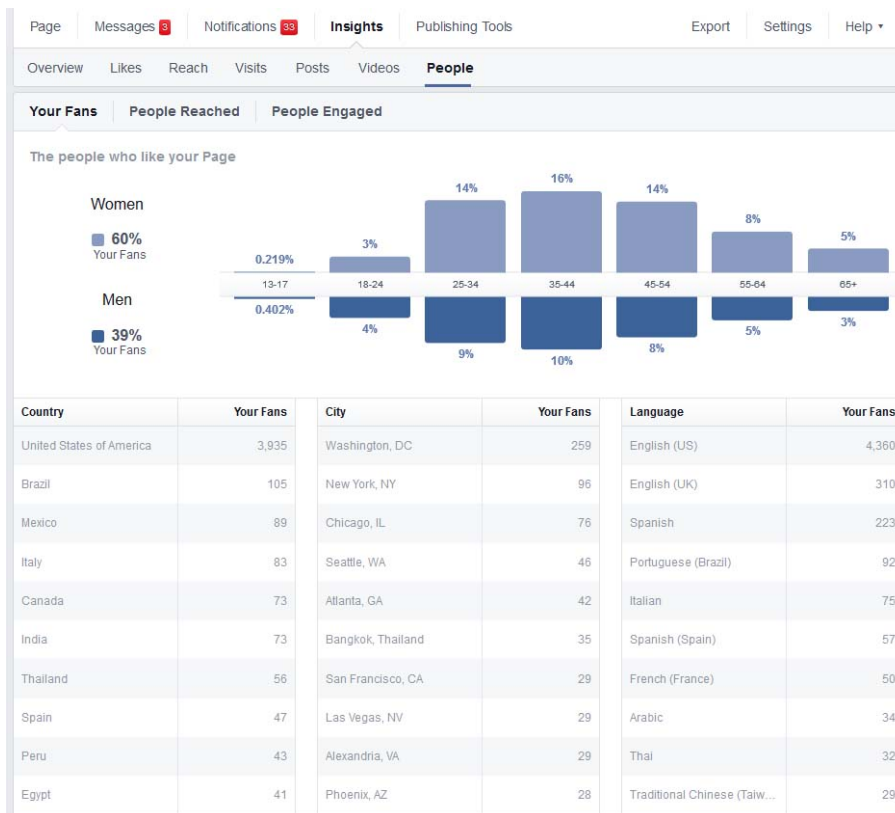 Page Messages 3 Notifications 33 Insights Publishing Tools Export Settings Help
Overview Likes Reach Visits Posts Videos People
Your Fans People Reached People Engaged
The people who like your Page
Women
60%
Your Fans
0.219% 3% 14% 16% 14% 8% 5%
13-17 18-24 25-34 35-44 45-54 55-64 65+
Men
39%
Your Fans
0.402% 4% 9% 10% 8% 5% 3%
Country Your Fans City Your Fans Language Your Fans
United States of America 3,935 Washington, DC 259 English (US) 4,360
Brazil 105 New York, NY 96 English (UK) 310
Mexico 89 Chicago, IL 76 Spanish 223
Italy 83 Seattle, WA 46 Portuguese (Brazil) 92
Canada 73 Atlanta, GA 42 Italian 75
India 73 Bangkok, Thailand 35 Spanish (Spain) 57
Thailand 56 San Francisco, CA 29 French (France) 50
Spain 47 Las Vegas, NV 29 Arabic 34
Peru 43 Alexandria, VA 29 Thai 32
Egypt 41 Phoenix, AZ 28 Traditional Chinese (Taiw... 29